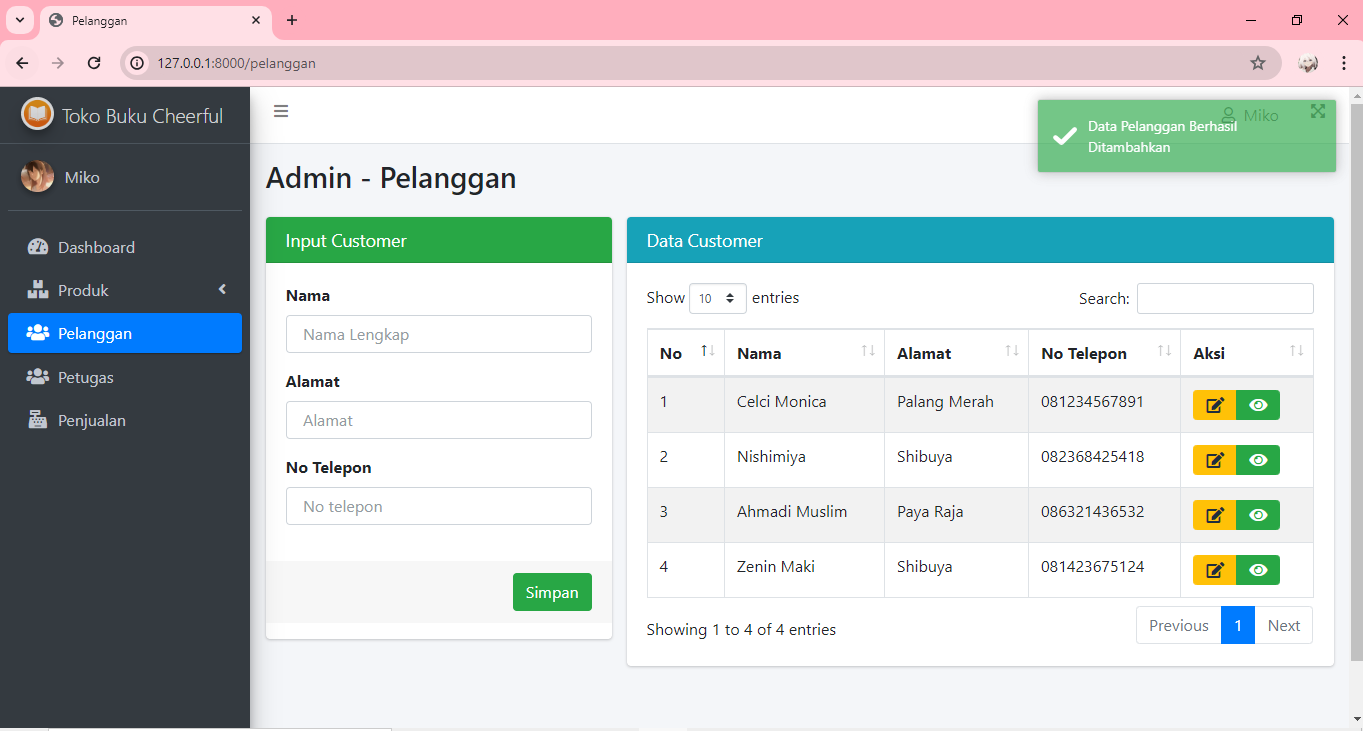 Pelanggan
127.0.0.1:8000/pelanggan
Toko Buku Cheerful
Miko
Dashboard
Produk
Pelanggan
Petugas
Penjualan
Miko
Data Pelanggan Berhasil
Ditambahkan
Admin - Pelanggan
Input Customer
Nama
Nama Lengkap
Alamat
Alamat
No Telepon
No telepon
Simpan
Data Customer
Show 10 entries Search:
No Nama Alamat No Telepon Aksi
1 Celci Monica Palang Merah 081234567891
2 Nishimiya Shibuya 082368425418
3 Ahmadi Muslim Paya Raja 086321436532
4 Zenin Maki Shibuya 081423675124
Showing 1 to 4 of 4 entries Previous 1 Next